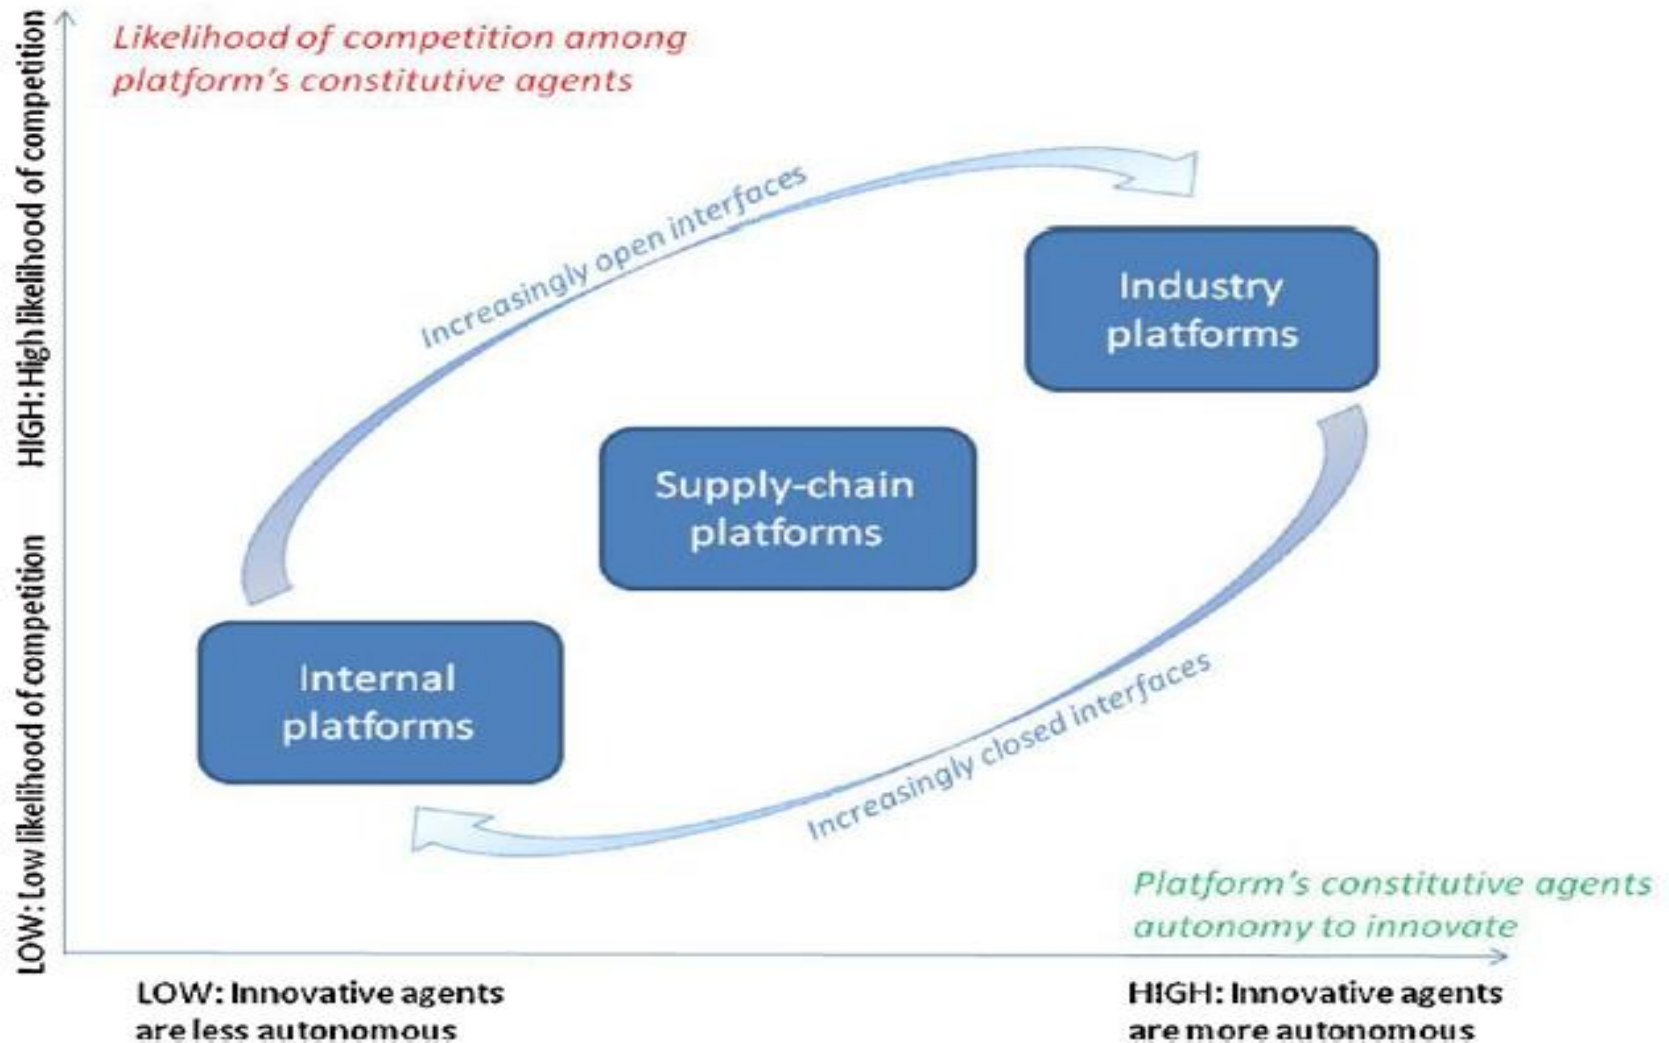 HIGH: High likelihood of competition
LOW: Low likelihood of competition
Likelihood of competition among
platform's constitutive agents
Increasingly open interfaces
Industry
platforms
Supply-chain
platforms
Internal
platforms
Increasingly closed interfaces
Platform's constitutive agents
autonomy to innovate
LOW: Innovative agents
are less autonomous
HIGH: Innovative agents
are more autonomous